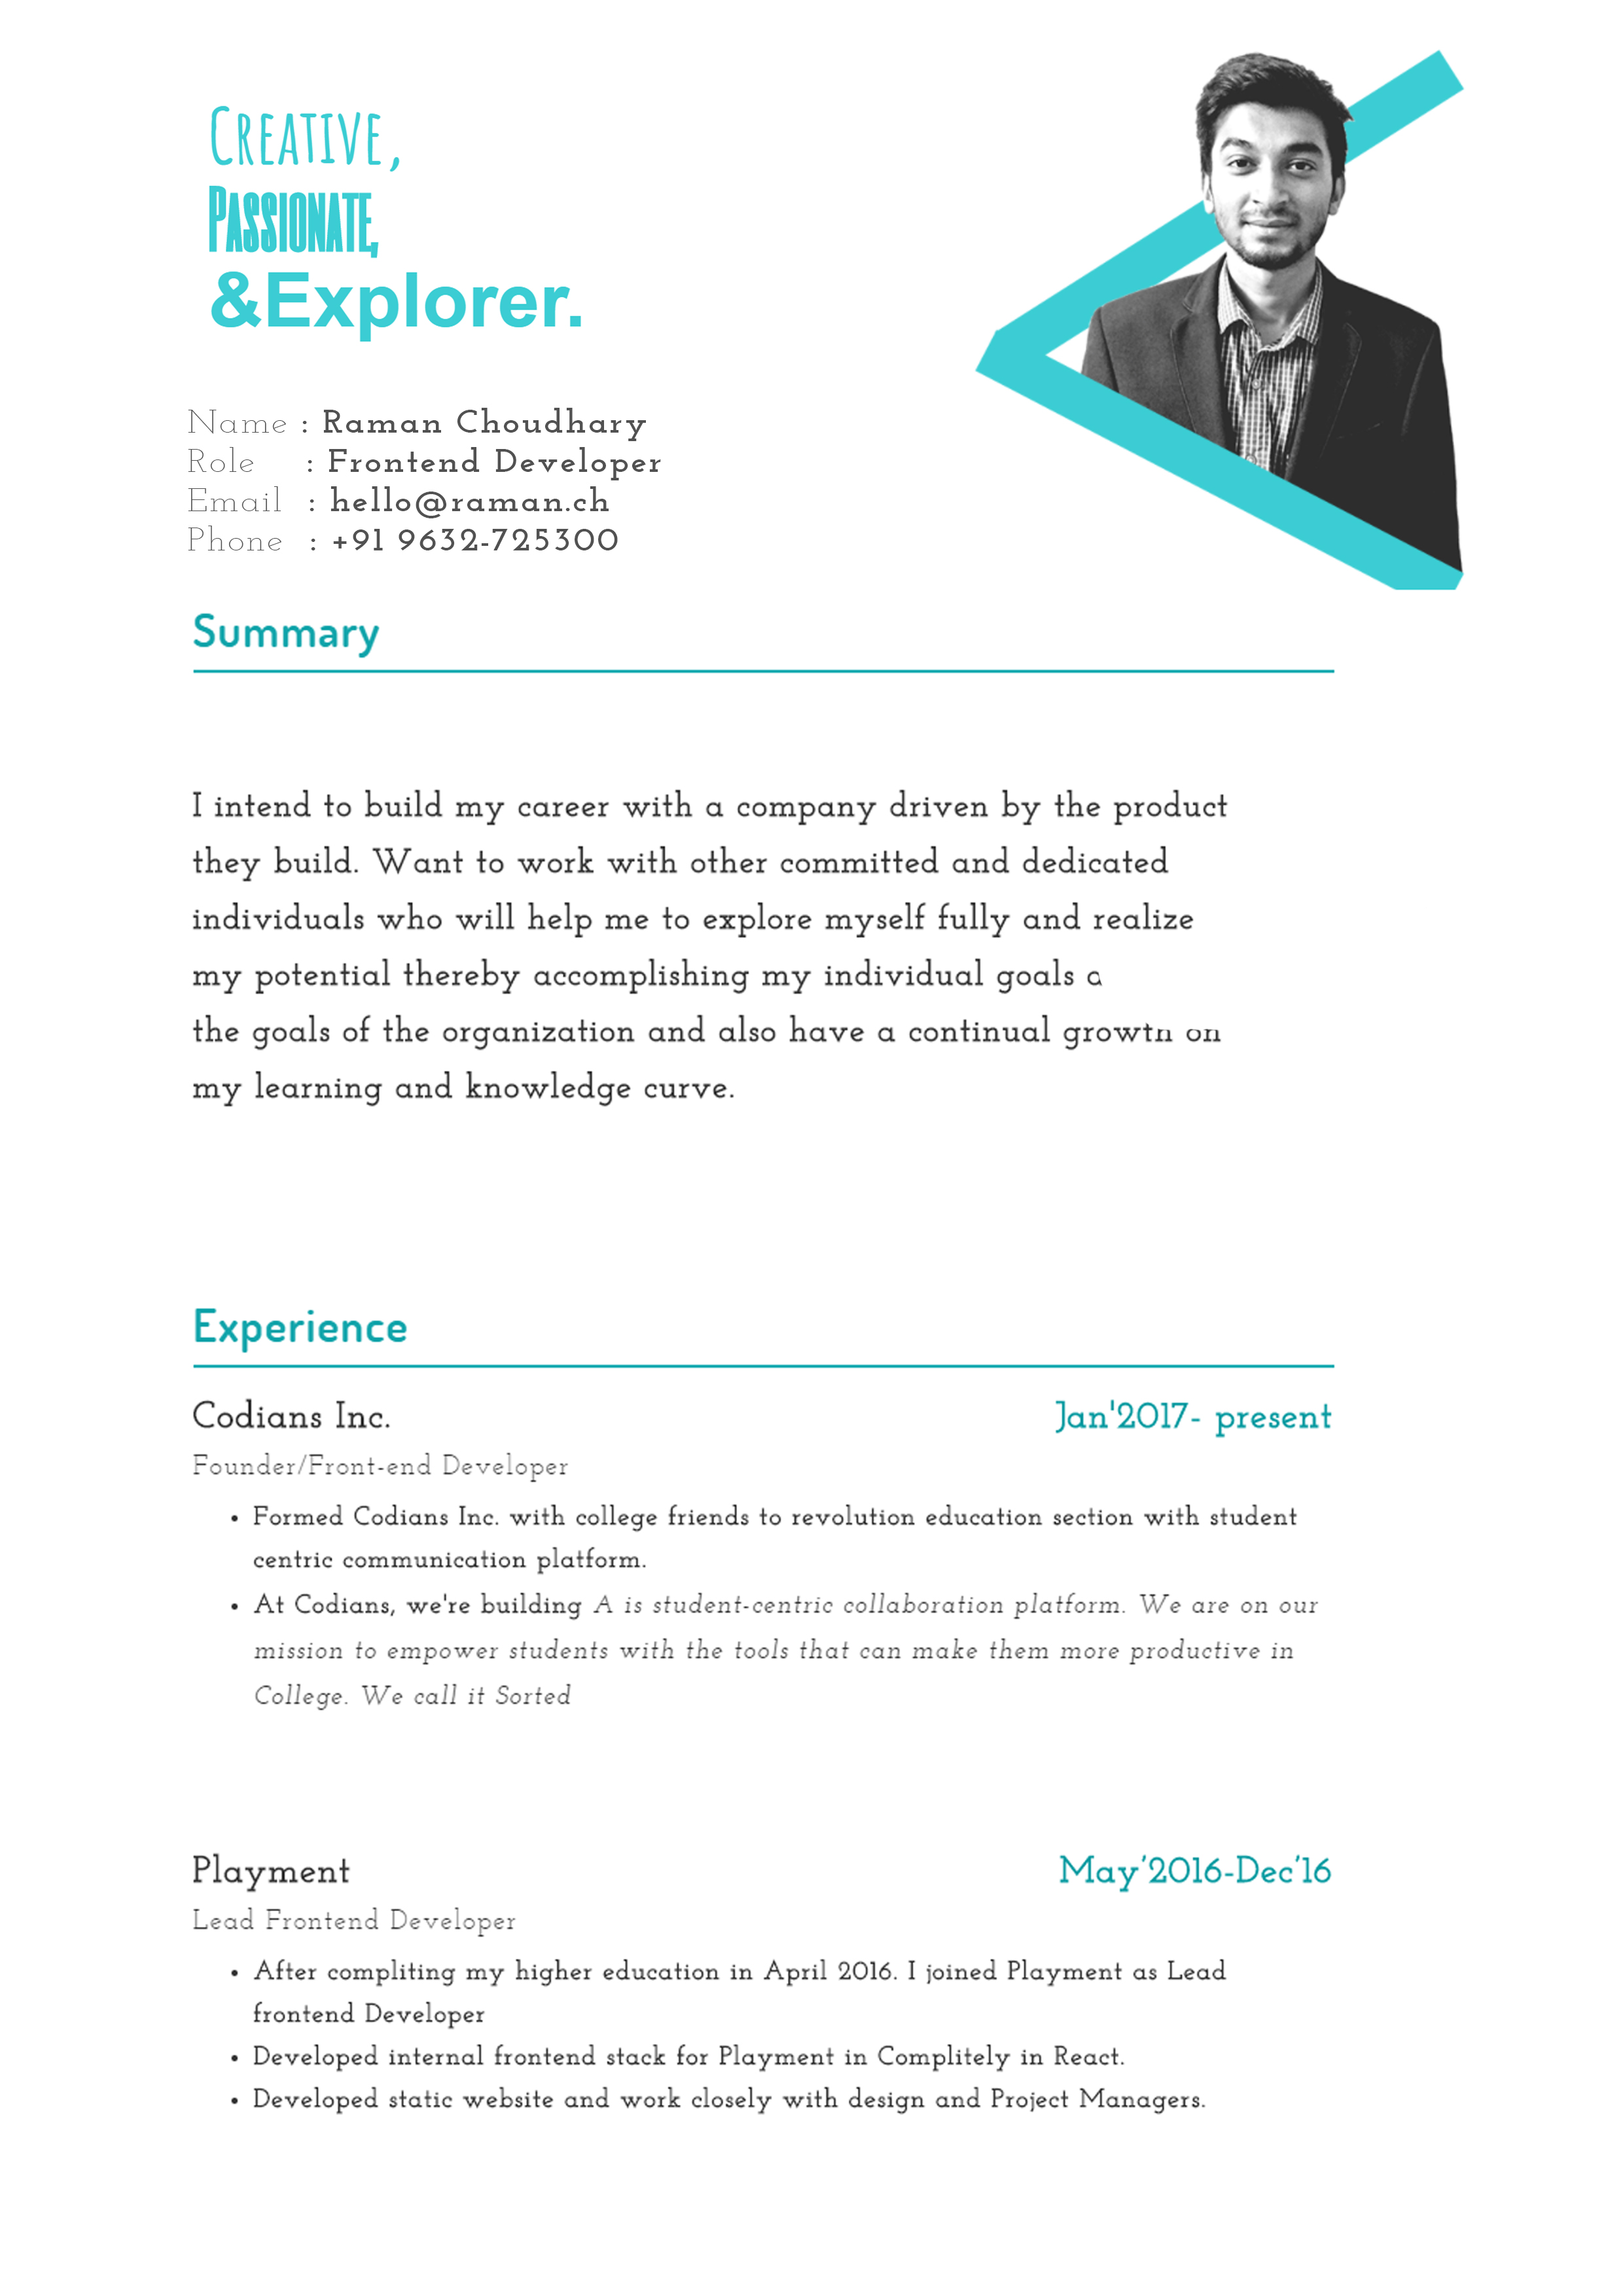 Creative,
Passionate,
&Explorer.
Name : Raman Choudhary
Role : Frontend Developer
Email : hello@raman.ch
Phone : +91 9632-725300
Summary
I intend to build my career with a company driven by the product
they build. Want to work with other committed and dedicated
individuals who will help me to explore myself fully and realize
my potential thereby accomplishing my individual goals
the goals of the organization and also have a continual growth on
my learning and knowledge curve.
Experience
Codians Inc. Jan'2017- present
Founder/Front-end Developer
• Formed Codians Inc. with college friends to revolution education section with student
centric communication platform.
• At Codians, we're building A is student-centric collaboration platform. We are on our
mission to empower students with the tools that can make them more productive in
College. We call it Sorted
Playment May'2016-Dec'16
Lead Frontend Developer
• After compliting my higher education in April 2016. I joined Playment as Lead
frontend Developer
• Developed internal frontend stack for Playment in Complitely in React.
• Developed static website and work closely with design and Project Managers.